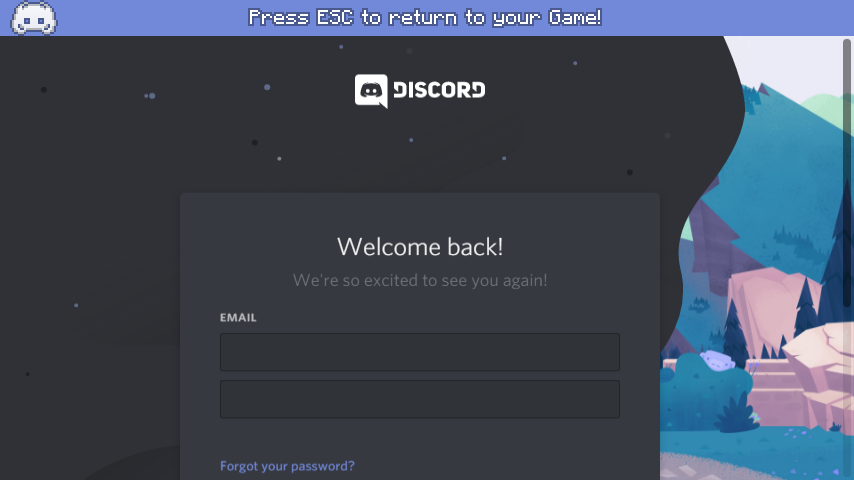 Press ESC to return to your Game!
DISCORD
Welcome back!
We're so excited to see you again!
EMAIL
Forgot your password?